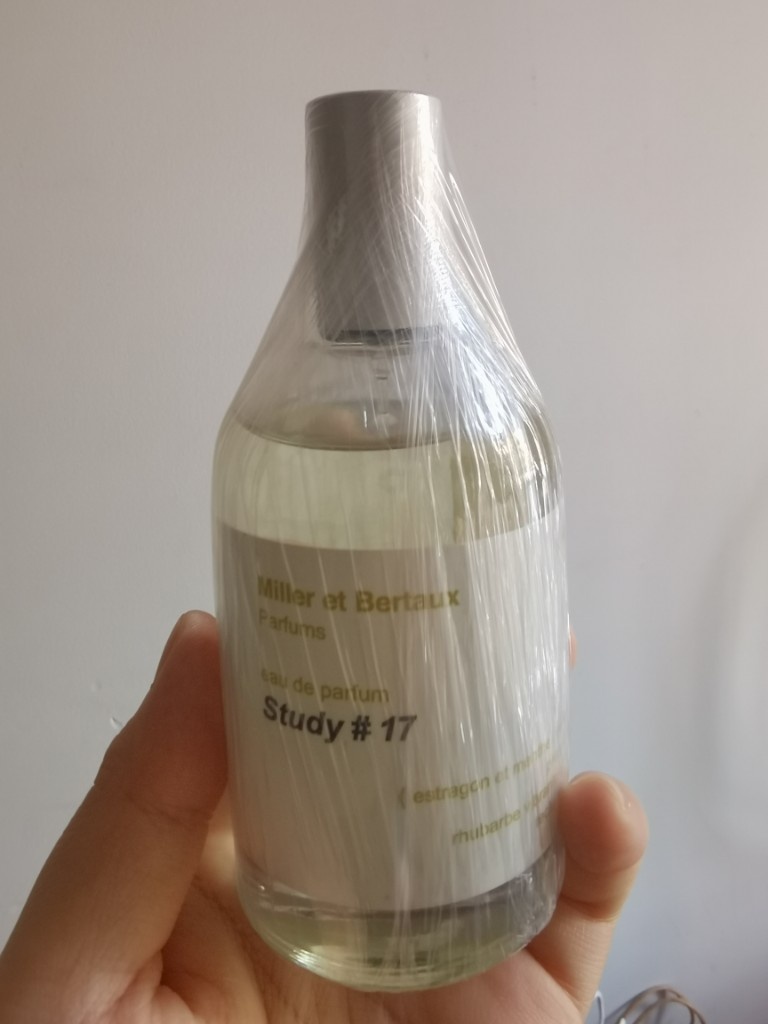 Miller et Bertaux
Parfums
eau de parfum
Study # 17
( estragon et
rhubarbe